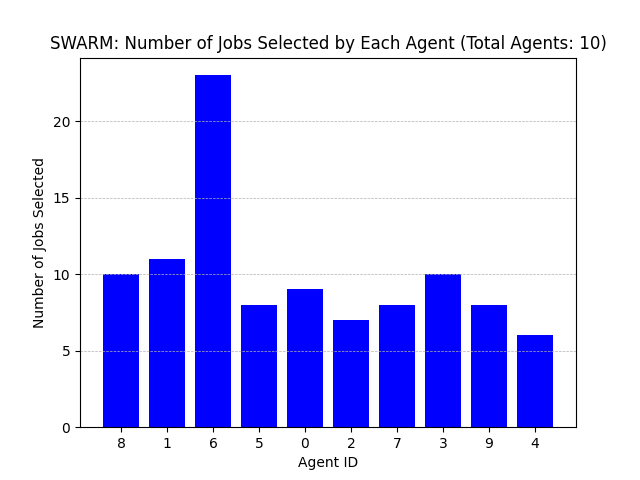 SWARM: Number of Jobs Selected by Each Agent (Total Agents: 10)
Number of Jobs Selected
20
15
10
5
0
8 1 6 5 0 2 7 3 9 4
Agent ID